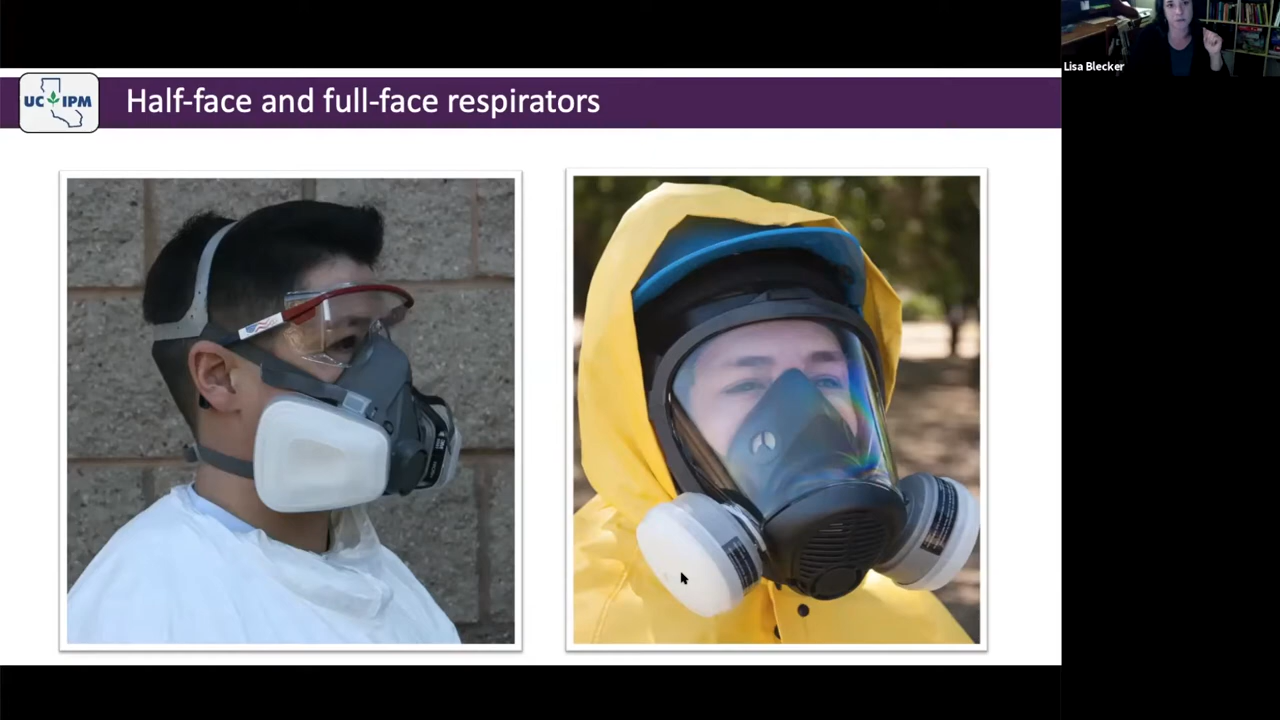 UC IPM
Half-face and full-face respirators
Lisa Blecker